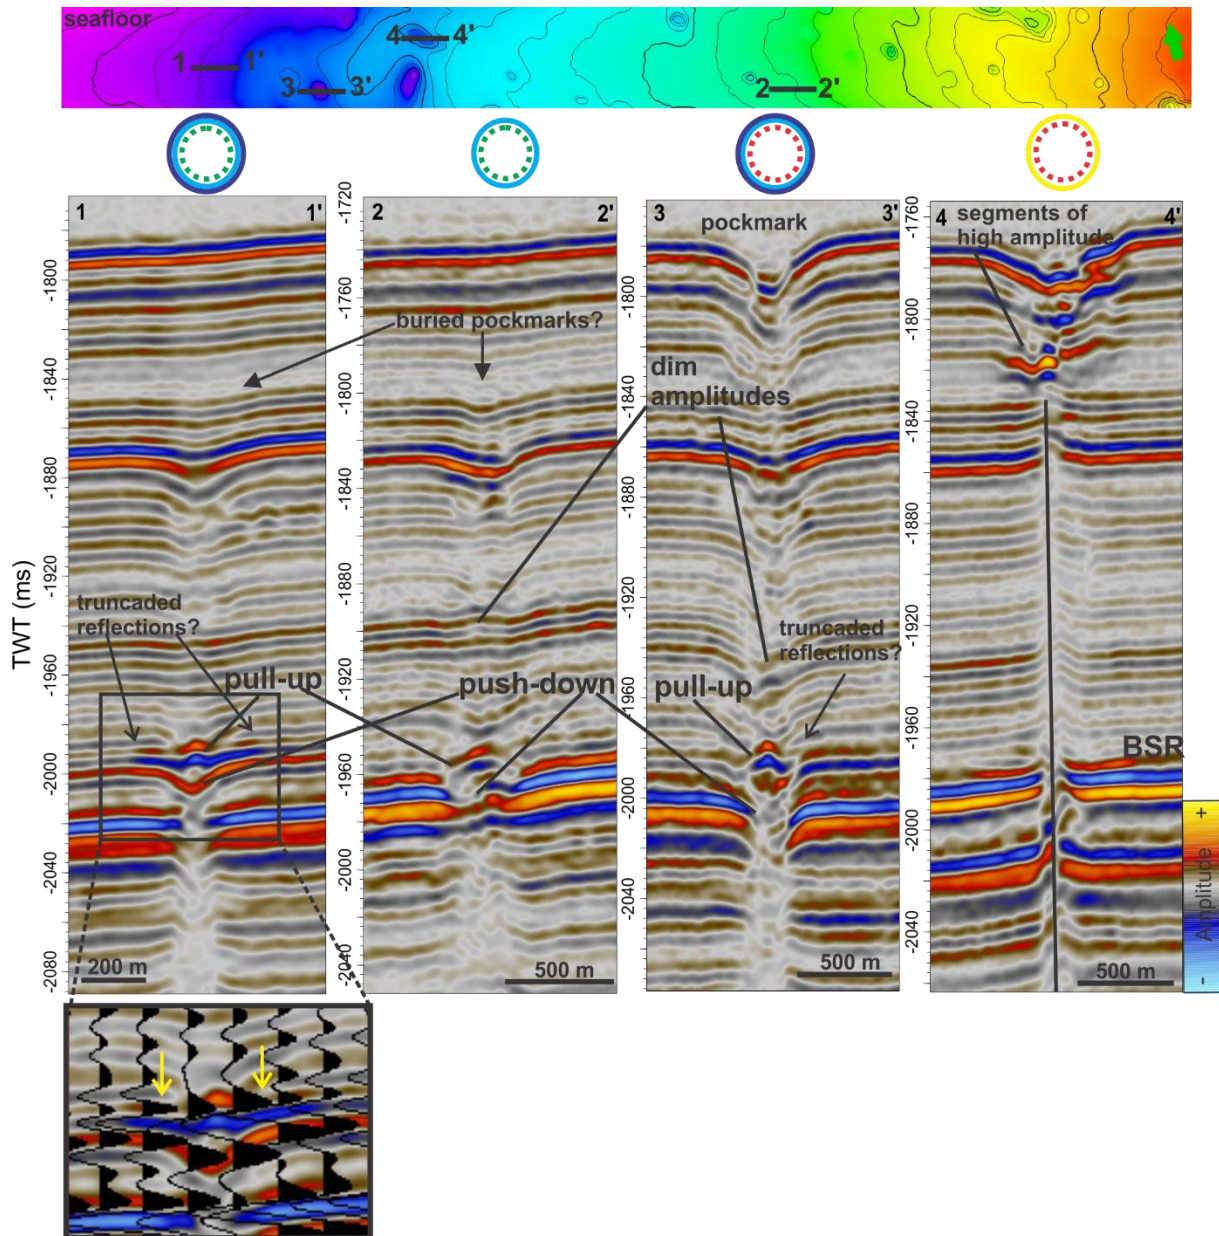 seafloor
1 1'
3 3'
4 4'
2 2'
1 1'
2 2'
3 3'
4 4'
pockmark
segments of
high amplitude
buried pockmarks?
dim
amplitudes
truncaded
reflections?
truncaded
reflections?
pull-up
push-down
pull-up
BSR
TWT (ms)
-1800
-1840
-1880
-1920
-1960
-2000
-2040
-2080
-1720
-1760
-1800
-1840
-1880
-1920
-1960
-2000
-2040
-1800
-1840
-1880
-1920
-1960
-2000
-2040
-1760
-1800
-1840
-1880
-1920
-1960
-2000
-2040
200 m
500 m
500 m
500 m
+
Amplitude
-